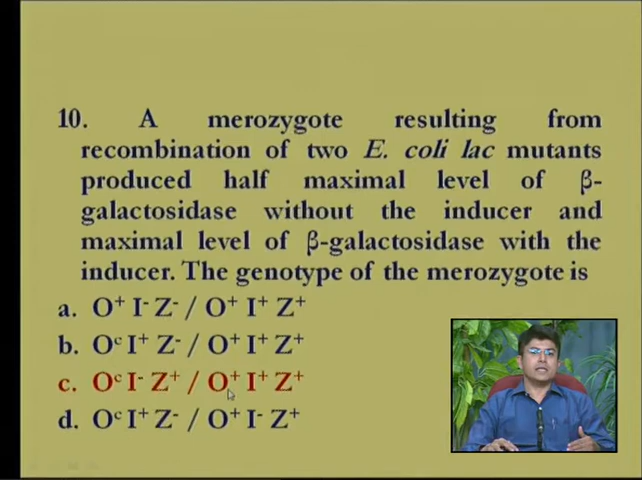 10. A merozygote resulting from
recombination of two E. coli lac mutants
produced half maximal level of β-
galactosidase without the inducer and
maximal level of β-galactosidase with the
inducer. The genotype of the merozygote is
a. O⁺ I⁻ Z⁻ / O⁺ I⁺ Z⁺
b. Oᶜ I⁺ Z⁻ / O⁺ I⁺ Z⁺
c. Oᶜ I⁻ Z⁺ / O⁺ I⁺ Z⁺
d. Oᶜ I⁺ Z⁻ / O⁺ I⁻ Z⁺